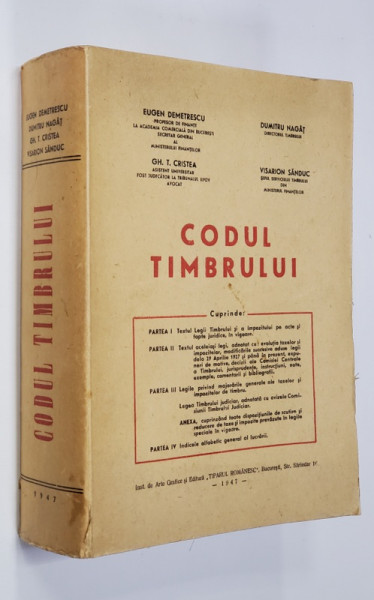 EUGEN DEMETRESCU
DUMITRU NAGÂȚ
GH. T. CRISTEA
VISARION SÂNDUC
CODUL TIMBRULUI
1947
EUGEN DEMETRESCU
PROFESOR DE FINANȚE
LA ACADEMIA COMERCIALĂ DIN BUCUREȘTI
SECRETAR GENERAL
AL
MINISTERULUI FINANȚELOR
DUMITRU NAGÂȚ
DIRECTORUL TIMBRULUI
GH. T. CRISTEA
ASISTENT UNIVERSITAR
FOST JUDECĂTOR LA TRIBUNALUL ILFOV
AVOCAT
VISARION SÂNDUC
ȘEFUL SERVICIULUI TIMBRULUI
DIN
MINISTERUL FINANȚELOR
CODUL
TIMBRULUI
Cuprinde:
PARTEA I Textul Legii Timbrului și a impozitului pe acte și
fapte juridice, în vigoare.
PARTEA II Textul aceleiași legi, adnotat cu: evoluția taxelor și
impozitelor, modificările succesive aduse legii
dela 29 Aprilie 1927 și până în prezent, expu-
neri de motive, decizii ale Comisiei Centrale
a Timbrului, jurisprudențe, instrucțiuni, note,
exemple, comentarii și bibliografii.
PARTEA III Legile privind majorările generale ale taxelor și
impozitelor de timbru.
Legea Timbrului judiciar, adnotată cu avizele Comi-
siunii Timbrului Judiciar.
ANEXA, cuprinzând toate dispozițiunile de scutire și
reducere de taxe și impozite prevăzute în legile
speciale în vigoare.
PARTEA IV Indicele alfabetic general al lucrării.
Inst. de Arte Grafice și Editură „TIPARUL ROMÂNESC", București, Str.
— 1947 —